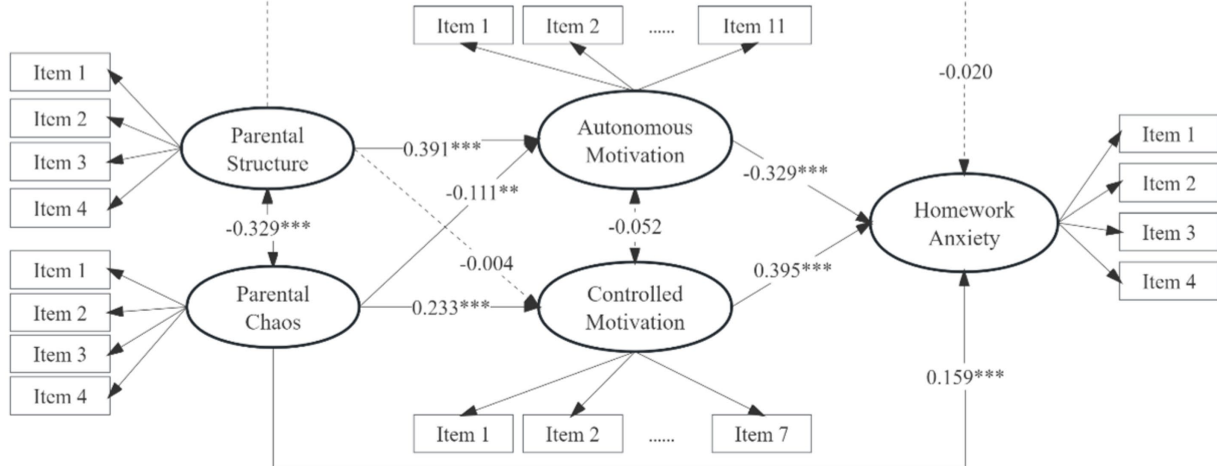 Item 1
Item 2
......
Item 11
Item 1
Item 2
Item 3
Item 4
Parental
Structure
0.391***
-0.111**
Autonomous
Motivation
-0.329***
-0.020
-0.329***
-0.004
-0.052
Homework
Anxiety
Item 1
Item 2
Item 3
Item 4
Item 1
Item 2
Item 3
Item 4
Parental
Chaos
0.233***
Controlled
Motivation
0.395***
0.159***
Item 1
Item 2
......
Item 7